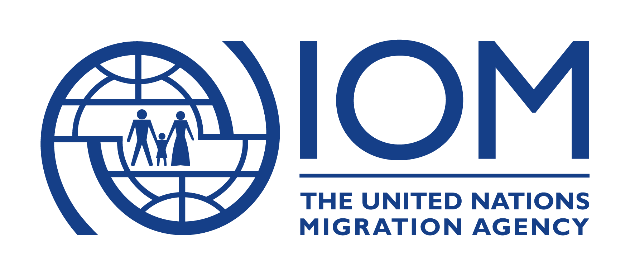 IOM
THE UNITED NATIONS
MIGRATION AGENCY